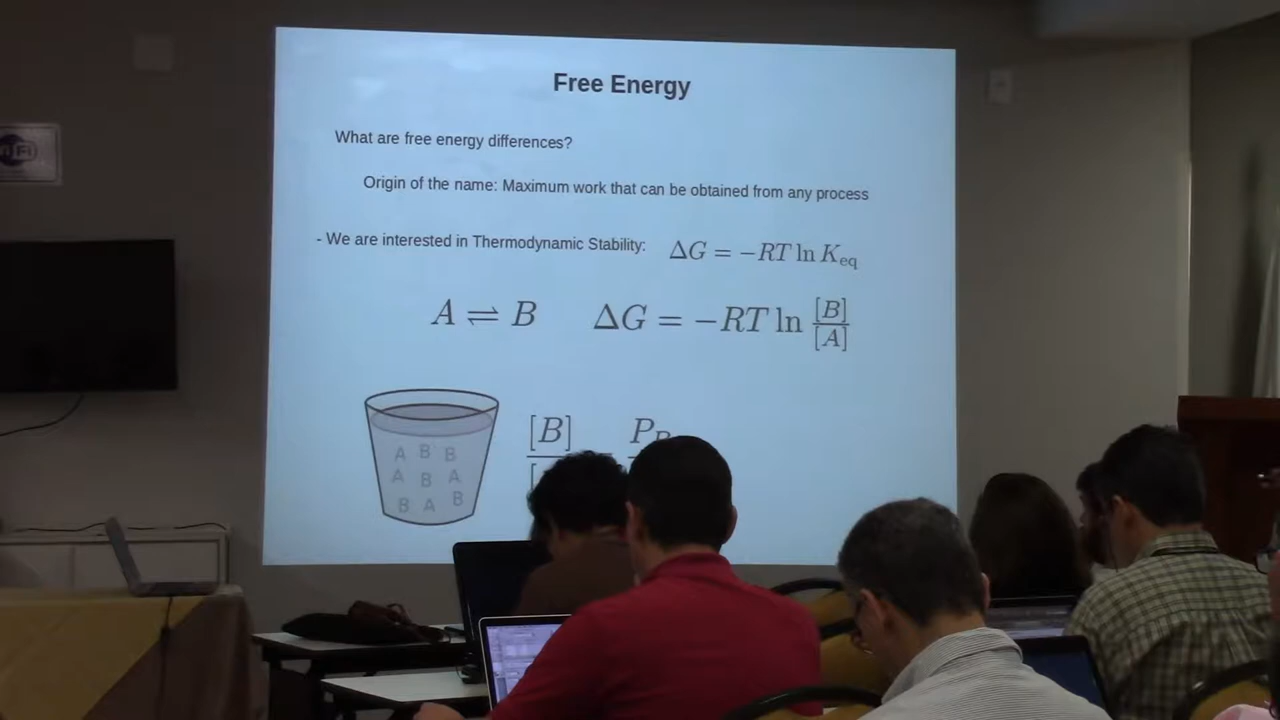 Free Energy
What are free energy differences?
Origin of the name: Maximum work that can be obtained from any process
- We are interested in Thermodynamic Stability: ΔG = −RT ln K_eq
A ⇌ B ΔG = −RT ln [B]/[A]
[B] P_B
A B B
A B A
B A B